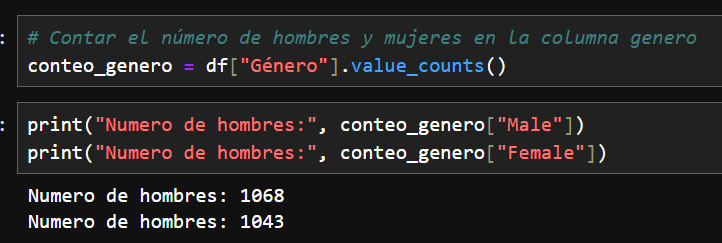 :
# Contar el número de hombres y mujeres en la columna genero
conteo_genero = df["Género"].value_counts()
:
print("Numero de hombres:", conteo_genero["Male"])
print("Numero de hombres:", conteo_genero["Female"])
Numero de hombres: 1068
Numero de hombres: 1043